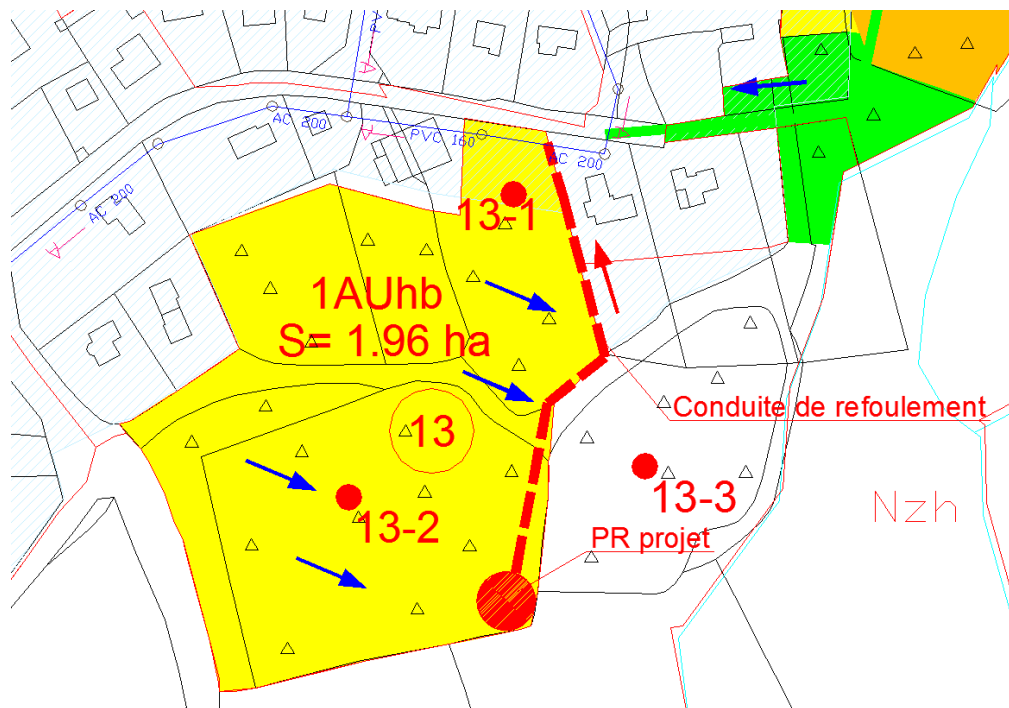 AC 200
PVC 160
AC 200
AC 200
13-1
1AUhb
S= 1.96 ha
Conduite de refoulement
13
13-3
Nzh
13-2
PR projet